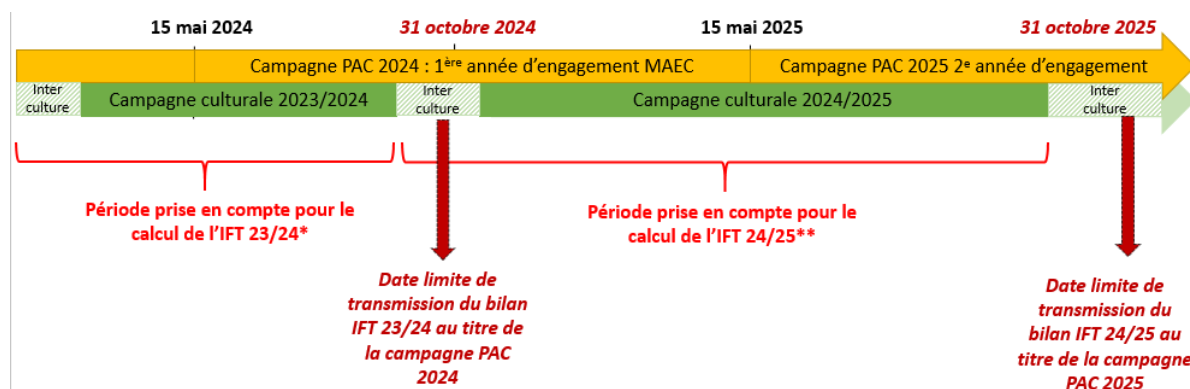 15 mai 2024
31 octobre 2024
15 mai 2025
31 octobre 2025
Campagne PAC 2024 : 1ère année d’engagement MAEC
Campagne PAC 2025 2e année d’engagement
Inter
culture
Campagne culturale 2023/2024
Inter
culture
Campagne culturale 2024/2025
Inter
culture
Période prise en compte pour le
calcul de l’IFT 23/24*
Période prise en compte pour le
calcul de l’IFT 24/25**
Date limite de
transmission du bilan
IFT 23/24 au titre de
la campagne PAC
2024
Date limite de
transmission du
bilan IFT 24/25 au
titre de la campagne
PAC 2025